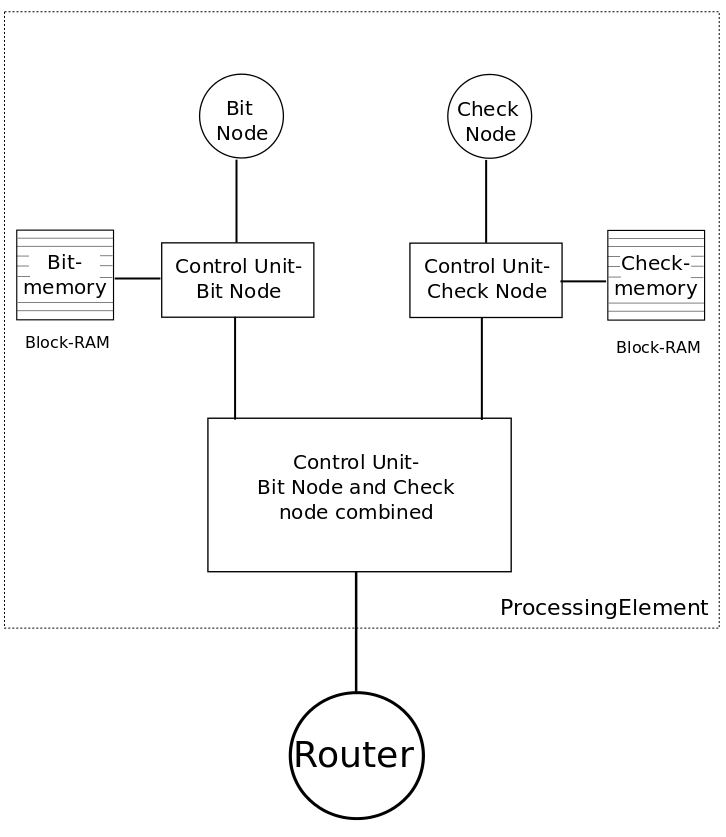 Bit
Node
Check
Node
Bit-
memory
Block-RAM
Control Unit-
Bit Node
Control Unit-
Check Node
Check-
memory
Block-RAM
Control Unit-
Bit Node and Check
node combined
ProcessingElement
Router